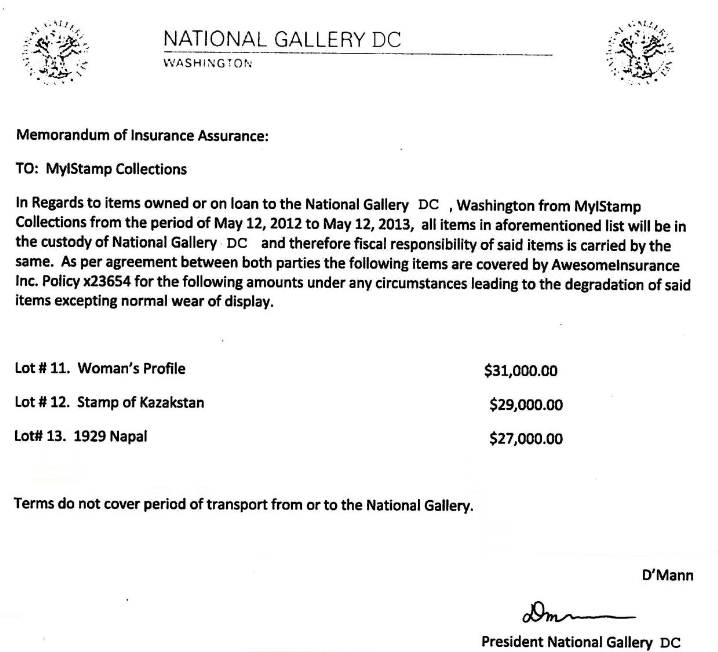 NATIONAL GALLERY DC
WASHINGTON
Memorandum of Insurance Assurance:
TO: MyIStamp Collections
In Regards to items owned or on loan to the National Gallery DC , Washington from MyIStamp
Collections from the period of May 12, 2012 to May 12, 2013, all items in aforementioned list will be in
the custody of National Gallery DC and therefore fiscal responsibility of said items is carried by the
same. As per agreement between both parties the following items are covered by AwesomeInsurance
Inc. Policy x23654 for the following amounts under any circumstances leading to the degradation of said
items excepting normal wear of display.
Lot # 11. Woman's Profile $31,000.00
Lot # 12. Stamp of Kazakstan $29,000.00
Lot# 13. 1929 Napal $27,000.00
Terms do not cover period of transport from or to the National Gallery.
D'Mann
Dm
President National Gallery DC